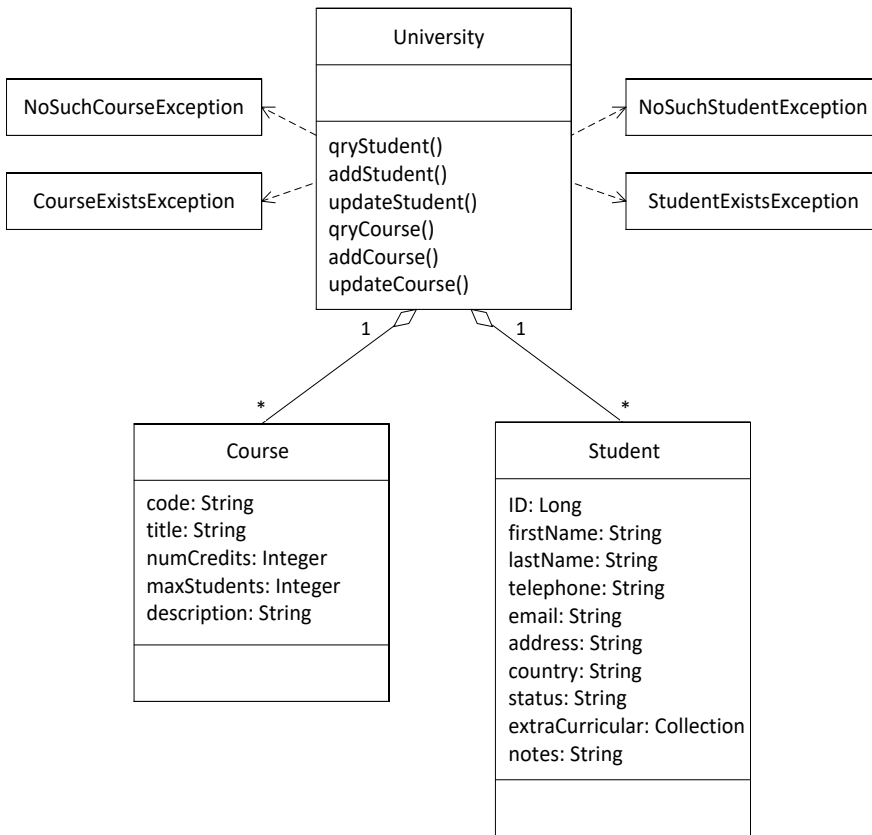 University
NoSuchCourseException
NoSuchStudentException
qryStudent()
addStudent()
updateStudent()
qryCourse()
addCourse()
updateCourse()
CourseExistsException
StudentExistsException
1
1
*
*
Course
code: String
title: String
numCredits: Integer
maxStudents: Integer
description: String
Student
ID: Long
firstName: String
lastName: String
telephone: String
email: String
address: String
country: String
status: String
extraCurricular: Collection
notes: String